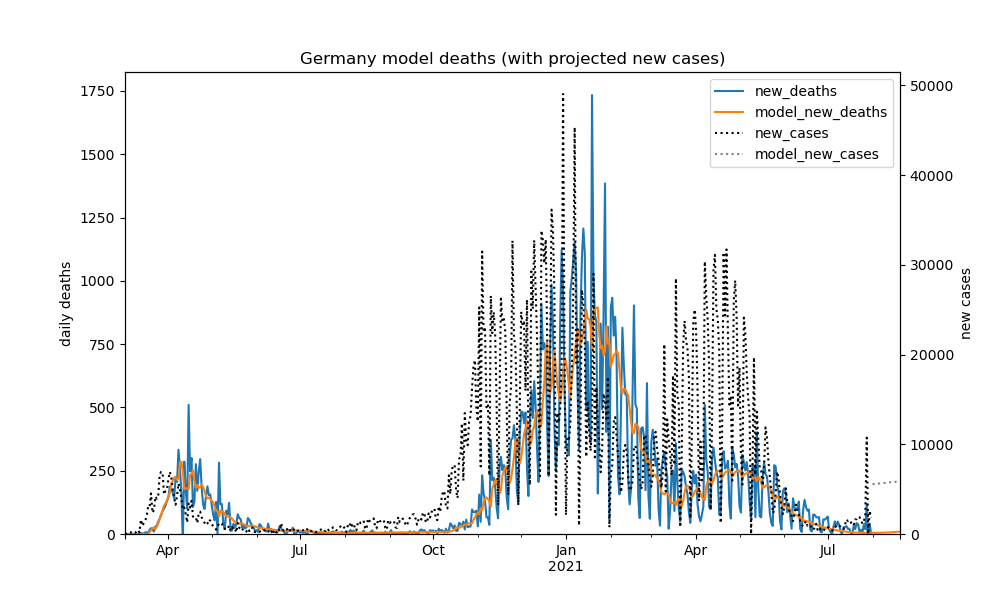 Germany model deaths (with projected new cases)
1750
1500
1250
1000
750
500
250
0
daily deaths
50000
40000
30000
20000
10000
0
new cases
new_deaths
model_new_deaths
new_cases
model_new_cases
Apr
Jul
Oct
Jan
2021
Apr
Jul